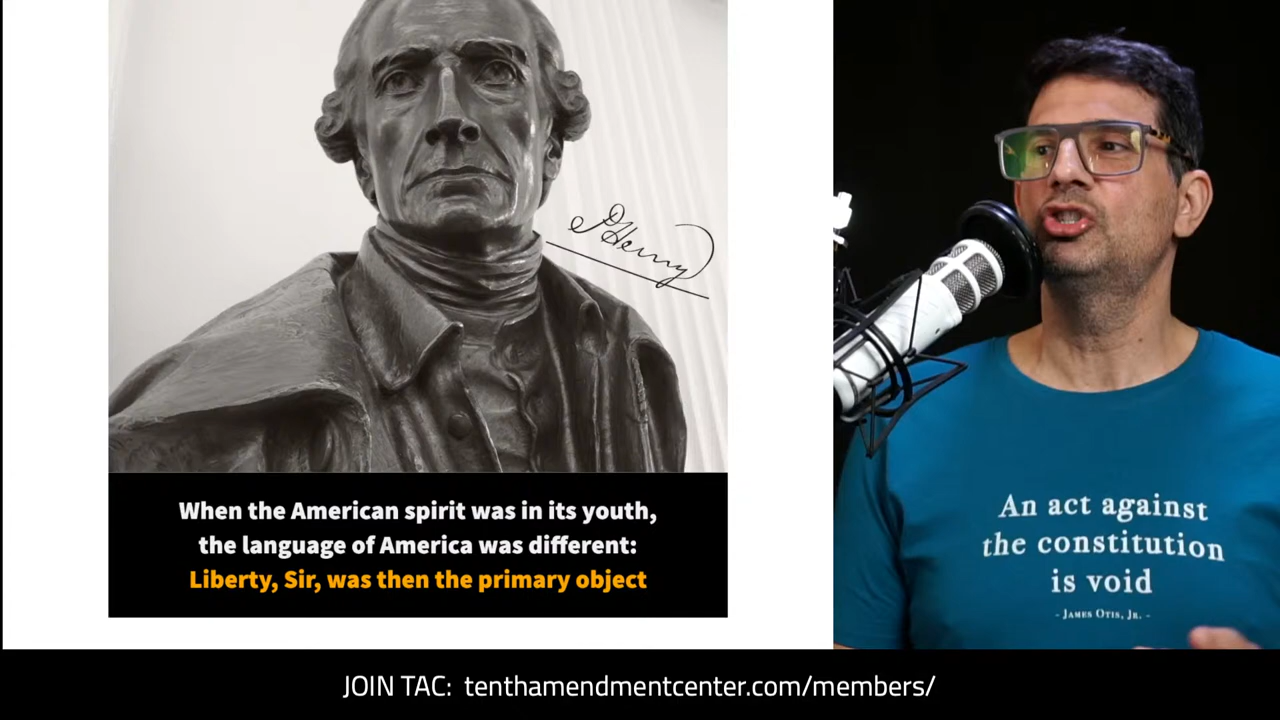 P Henry
When the American spirit was in its youth,
the language of America was different:
Liberty, Sir, was then the primary object
An act against
the constitution
is void
- James Otis, Jr. -
JOIN TAC: tenthamendmentcenter.com/members/